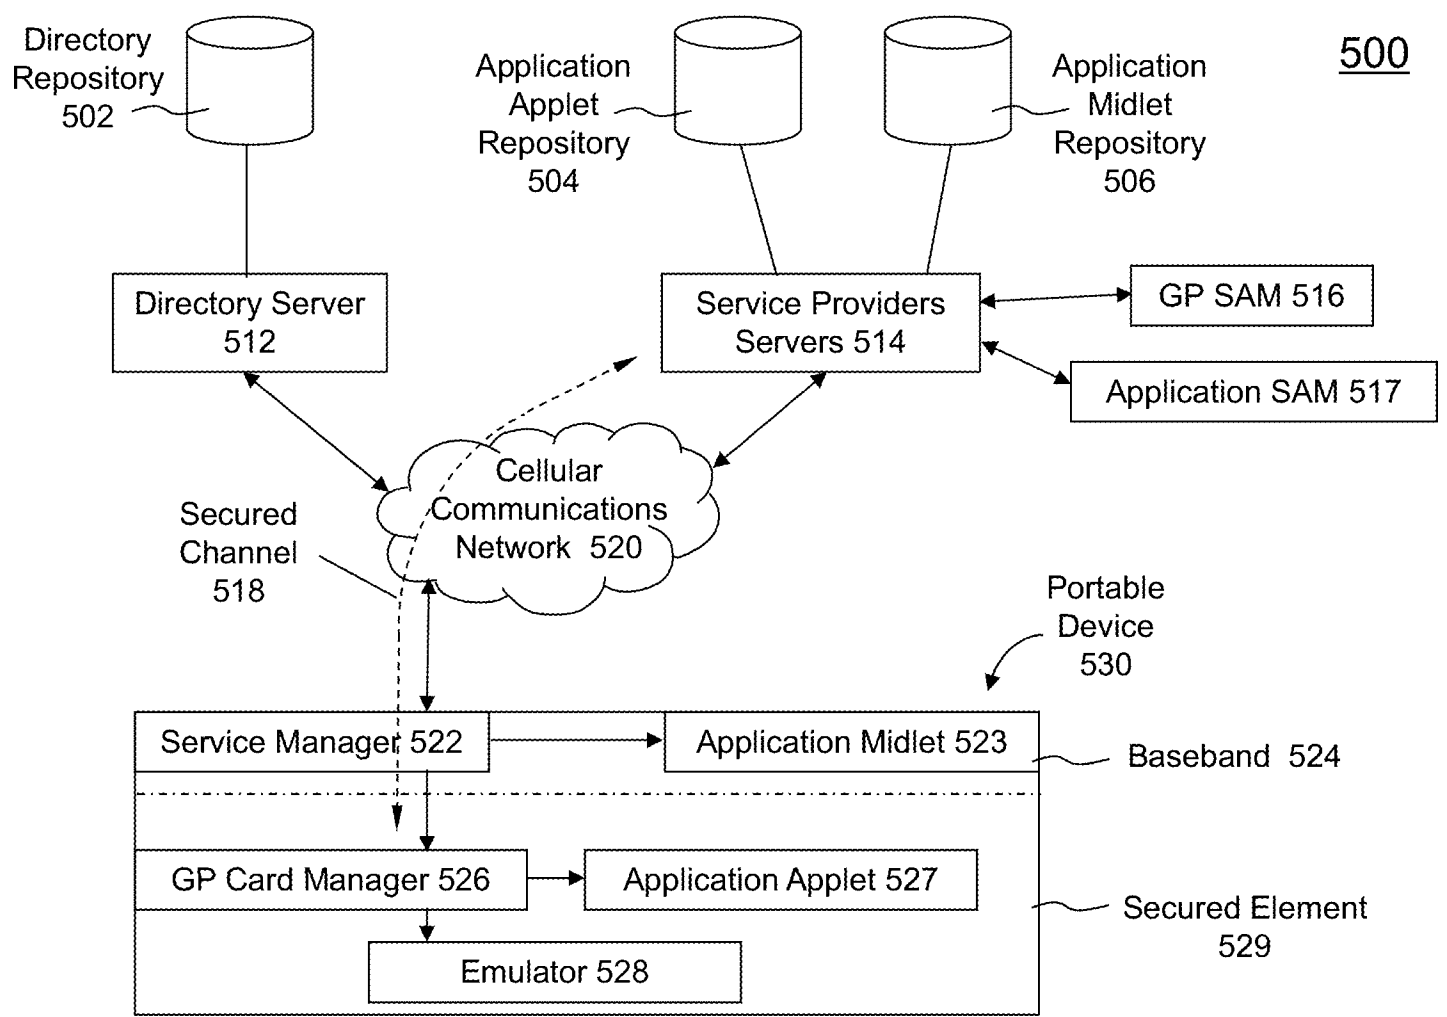 500
Directory
Repository
502
Application
Applet
Repository
504
Application
Midlet
Repository
506
Directory Server
512
Service Providers
Servers 514
GP SAM 516
Application SAM 517
Cellular
Communications
Network 520
Secured
Channel
518
Portable
Device
530
Service Manager 522
Application Midlet 523
Baseband 524
GP Card Manager 526
Application Applet 527
Secured Element
529
Emulator 528